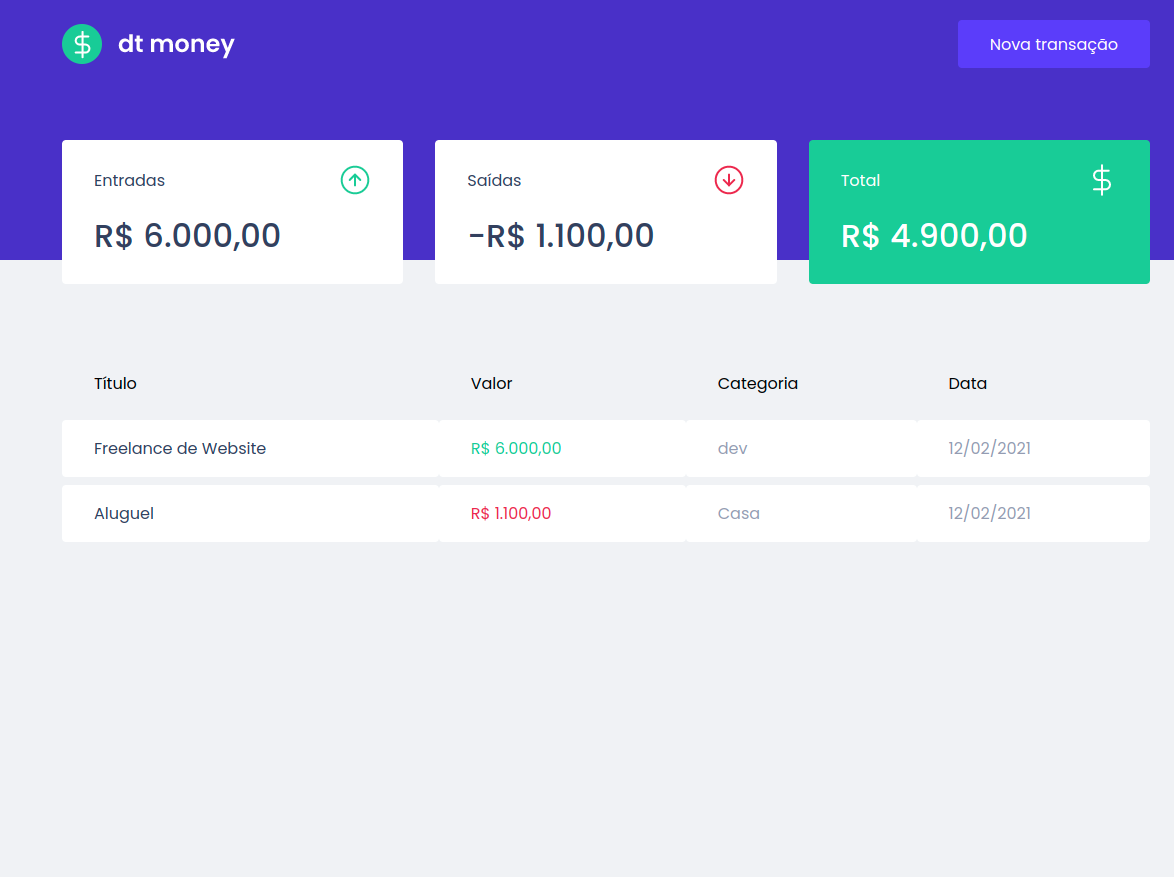 dt money
Nova transação
Entradas
R$ 6.000,00
Saídas
-R$ 1.100,00
Total
R$ 4.900,00
Título Valor Categoria Data
Freelance de Website R$ 6.000,00 dev 12/02/2021
Aluguel R$ 1.100,00 Casa 12/02/2021